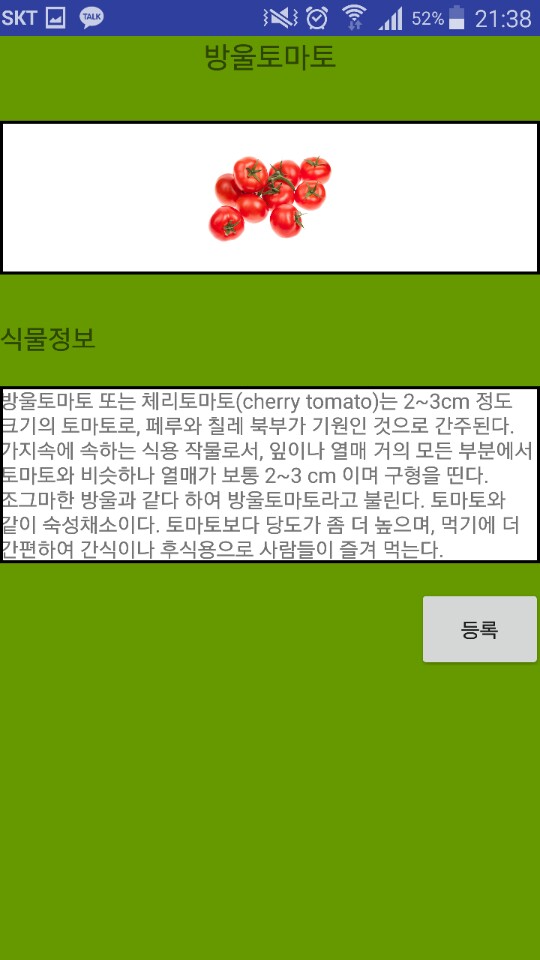 SKT TALK 52% 21:38
방울토마토
식물정보
방울토마토 또는 체리토마토(cherry tomato)는 2~3cm 정도
크기의 토마토로, 페루와 칠레 북부가 기원인 것으로 간주된다.
가지속에 속하는 식용 작물로서, 잎이나 열매 거의 모든 부분에서
토마토와 비슷하나 열매가 보통 2~3 cm 이며 구형을 띤다.
조그마한 방울과 같다 하여 방울토마토라고 불린다. 토마토와
같이 숙성채소이다. 토마토보다 당도가 좀 더 높으며, 먹기에 더
간편하여 간식이나 후식용으로 사람들이 즐겨 먹는다.
등록